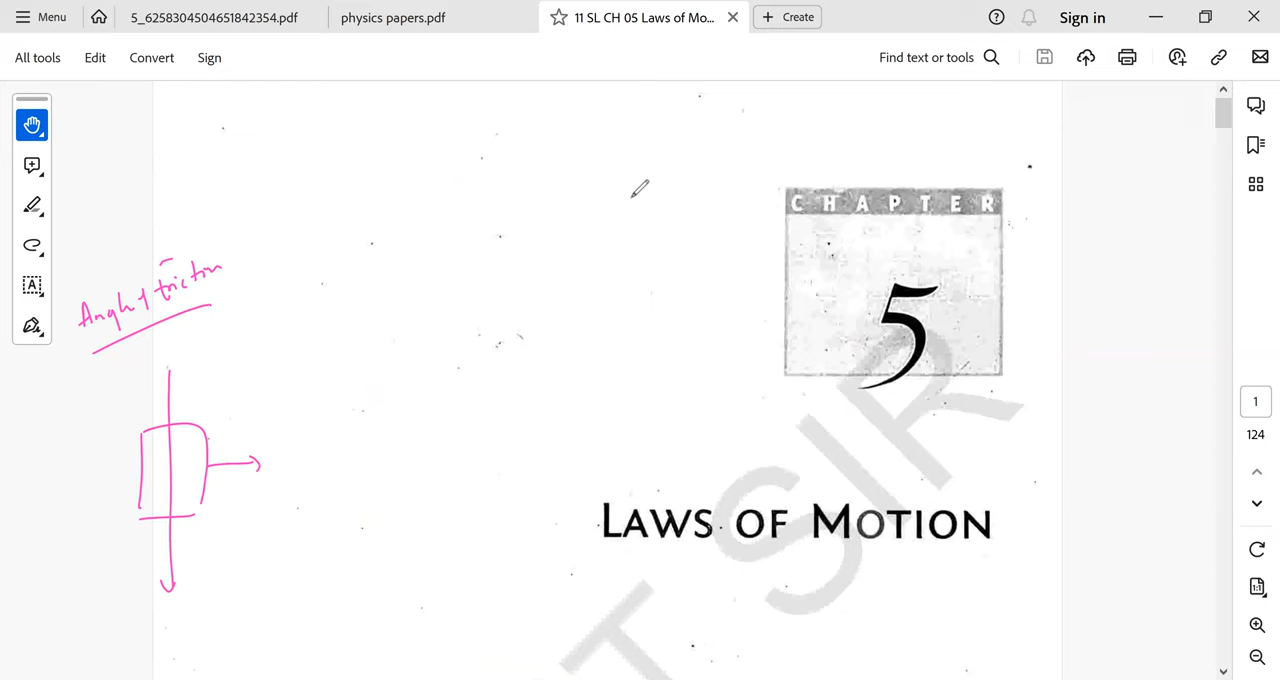 Menu
5_6258304504651842354.pdf
physics papers.pdf
11 SL CH 05 Laws of Mo...
Create
Sign in
All tools
Edit
Convert
Sign
Find text or tools
CHAPTER
5
Angle of friction
1
124
LAWS OF MOTION
T SIR